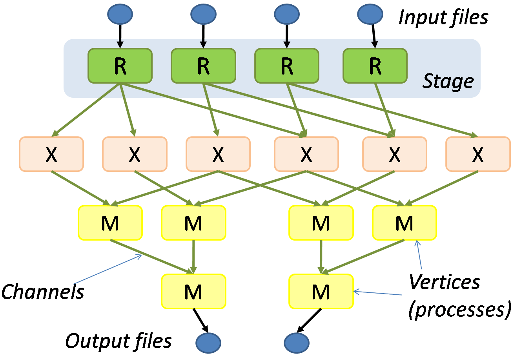 Input files
R R R R
Stage
X X X X X X
M M M M
Channels
Vertices
(processes)
M M
Output files